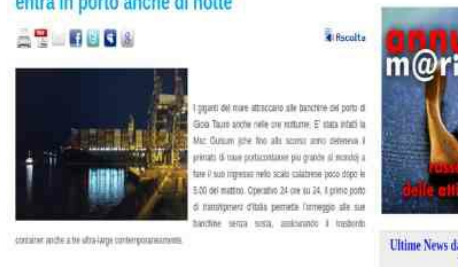 entra in porto anche di notte
Ascolta
I giganti del mare attraccano alle banchine del porto di
Gioia Tauro anche nelle ore notturne. E' stata infatti la
Msc Oscar
fino allo scorso anno deteneva il
primato di nave portacontainer più grande al mondo) a
fare il suo ingresso nello scalo calabrese poco dopo le
5.00 del mattino. Operativo 24 ore su 24, il primo porto
di transhipment d'Italia permette l'ormeggio alle sue
banchine senza sosta, assicurando il trasbordo
container anche a tre ultra-large contemporaneamente.
m@ri
Ultime News da